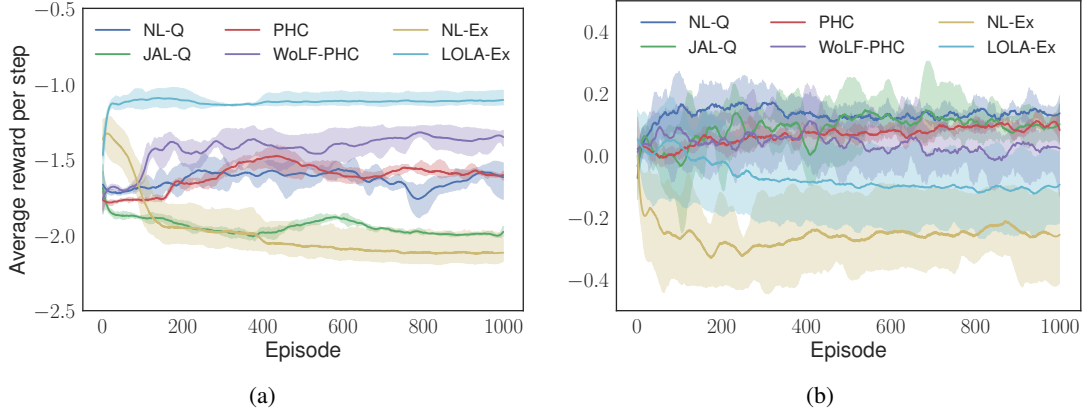 −0.5
NL-Q PHC NL-Ex
JAL-Q WoLF-PHC LOLA-Ex
−1.0
−1.5
−2.0
−2.5
Average reward per step
0 200 400 600 800 1000
Episode
(a)
0.4
NL-Q PHC NL-Ex
JAL-Q WoLF-PHC LOLA-Ex
0.2
0.0
−0.2
−0.4
0 200 400 600 800 1000
Episode
(b)